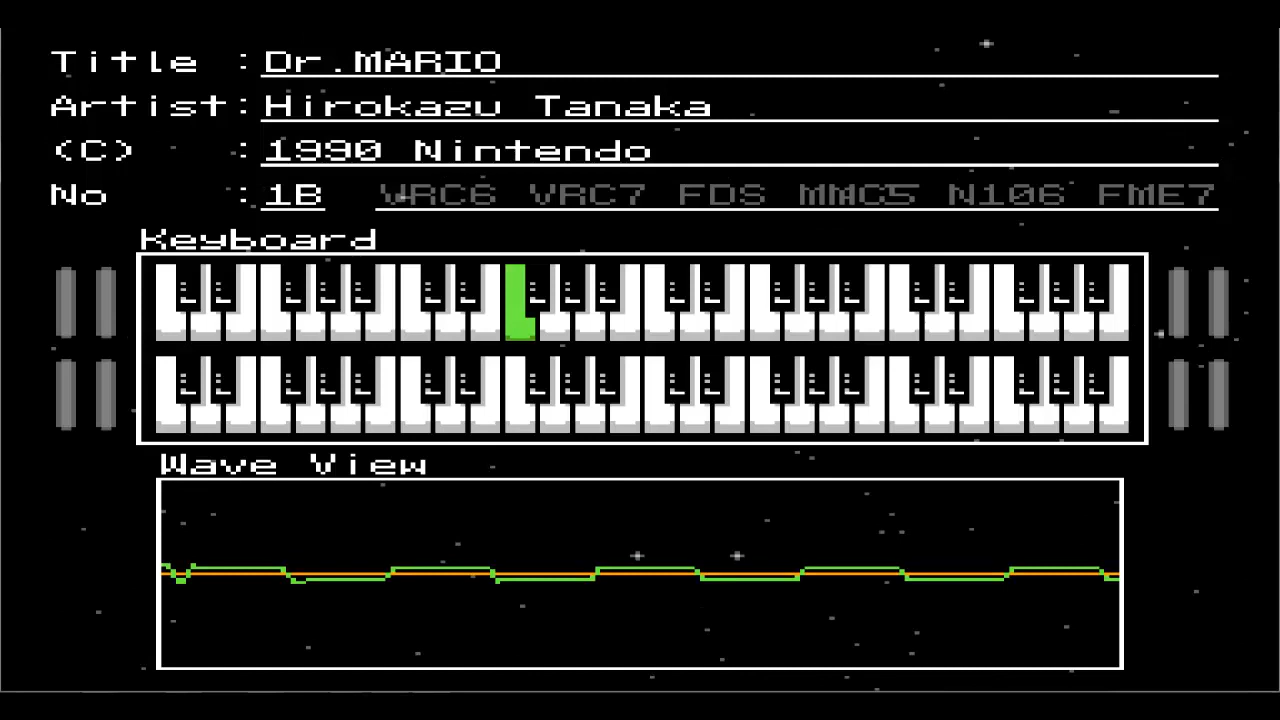 Title : Dr.MARIO
Artist: Hirokazu Tanaka
(C) : 1990 Nintendo
No : 1B VRC6 VRC7 FDS MMC5 N106 FME7
Keyboard
Wave View